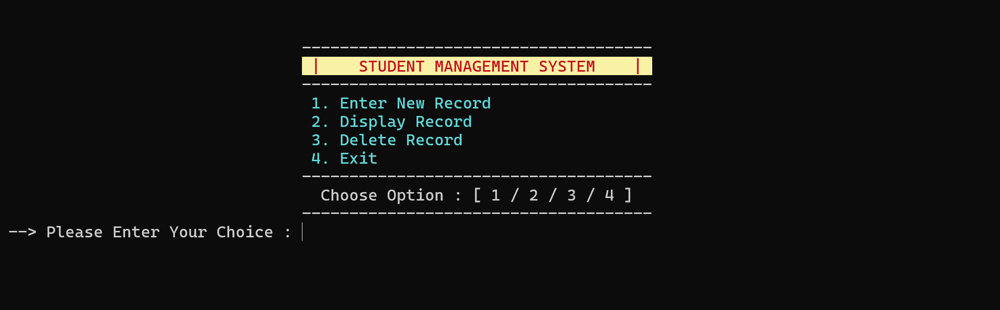 -------------------------------------
| STUDENT MANAGEMENT SYSTEM |
-------------------------------------
1. Enter New Record
2. Display Record
3. Delete Record
4. Exit
-------------------------------------
Choose Option : [ 1 / 2 / 3 / 4 ]
-------------------------------------
--> Please Enter Your Choice :